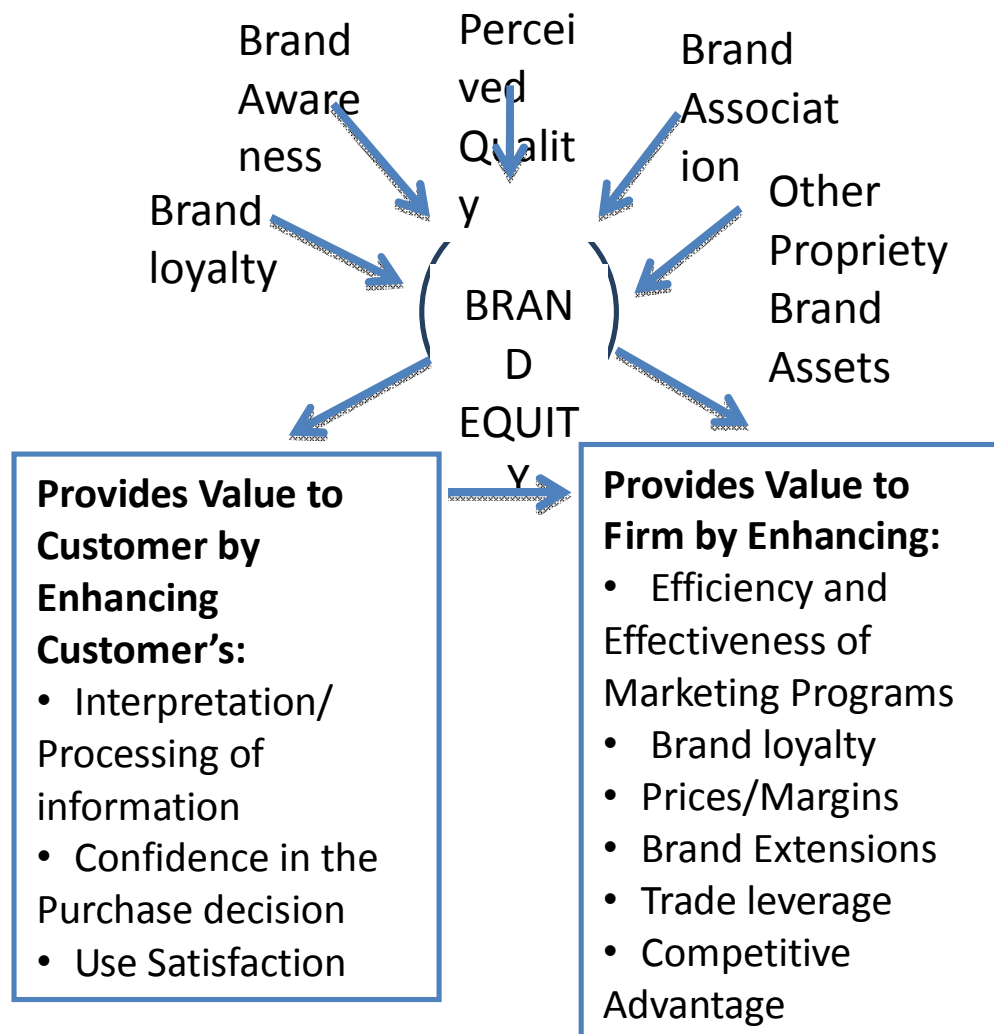 Brand
Aware
ness
Percei
ved
Qualit
y
Brand
Associat
ion
Brand
loyalty
Other
Propriety
Brand
Assets
BRAN
D
EQUIT
Y
Provides Value to
Customer by
Enhancing
Customer’s:
• Interpretation/
Processing of
information
• Confidence in the
Purchase decision
• Use Satisfaction
Provides Value to
Firm by Enhancing:
• Efficiency and
Effectiveness of
Marketing Programs
• Brand loyalty
• Prices/Margins
• Brand Extensions
• Trade leverage
• Competitive
Advantage